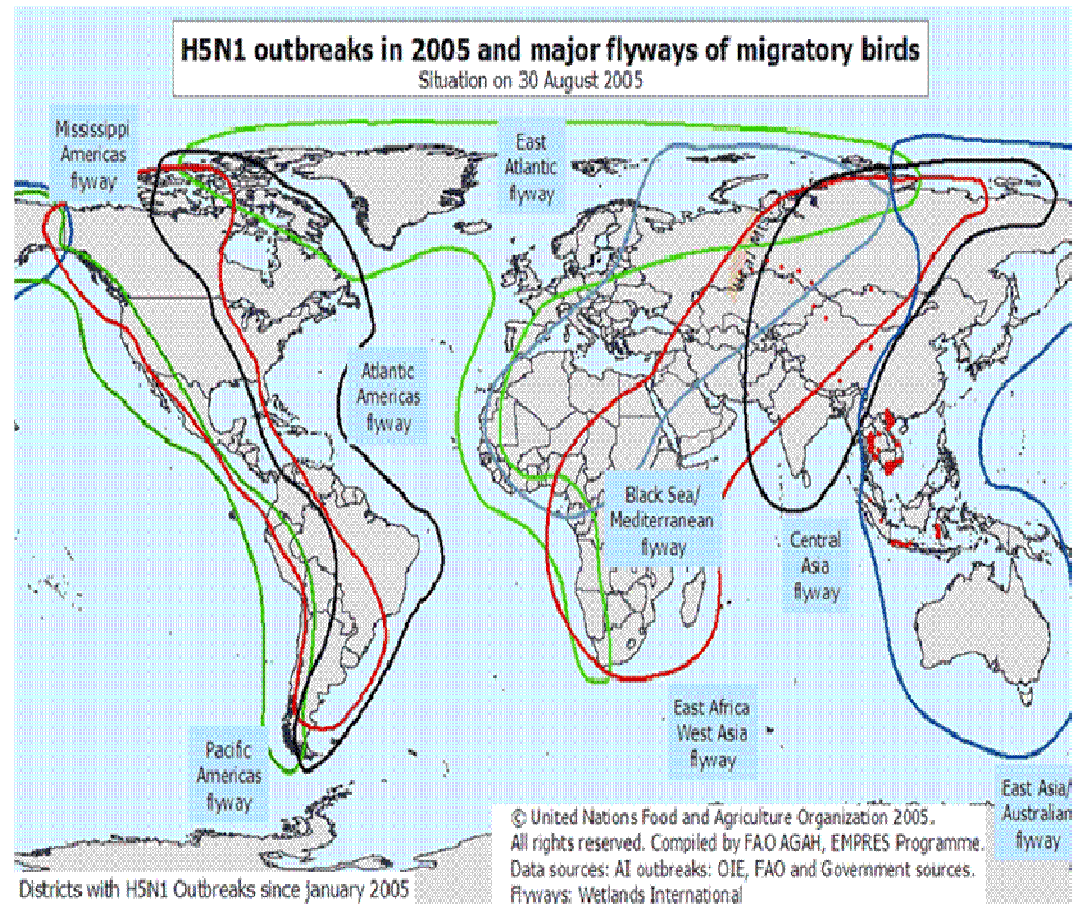 H5N1 outbreaks in 2005 and major flyways of migratory birds
Situation on 30 August 2005
Mississippi
Americas
flyway
East
Atlantic
flyway
Atlantic
Americas
flyway
Black Sea/
Mediterranean
flyway
Central
Asia
flyway
East Africa
West Asia
flyway
Pacific
Americas
flyway
East Asia/
Australian
flyway
© United Nations Food and Agriculture Organization 2005.
All rights reserved. Compiled by FAO AGAH, EMPRES Programme.
Data sources: AI outbreaks: OIE, FAO and Government sources.
Flyways: Wetlands International
Districts with H5N1 Outbreaks since January 2005